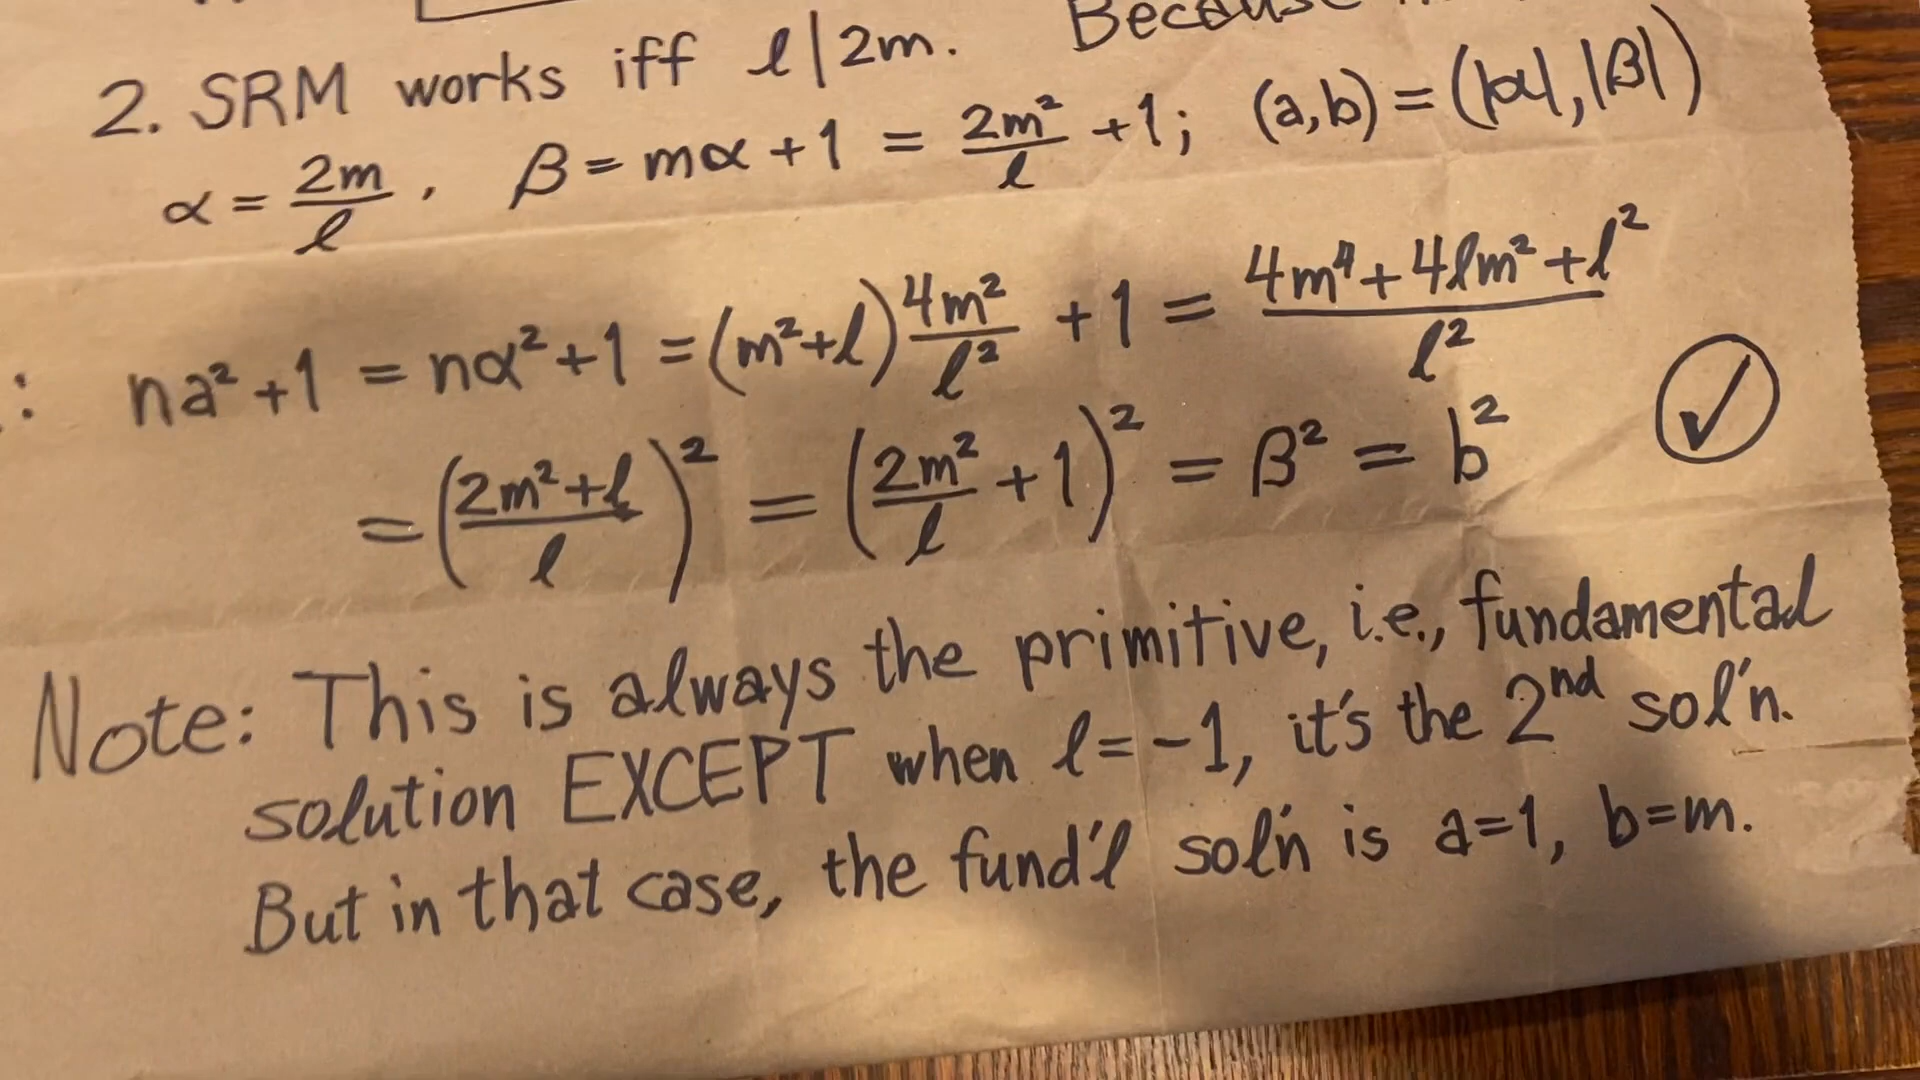 2. SRM works iff l|2m. Because
α = 2m/l, β = mα + 1 = 2m²/l + 1; (a,b) = (|α|, |β|)
: na² + 1 = nα² + 1 = (m²+l) 4m²/l² + 1 = (4m⁴ + 4lm² + l²)/l²
= ((2m²+l)/l)² = (2m²/l + 1)² = β² = b² ✓
Note: This is always the primitive, i.e., fundamental
solution EXCEPT when l = -1, it's the 2nd sol'n.
But in that case, the fund'l sol'n is a=1, b=m.